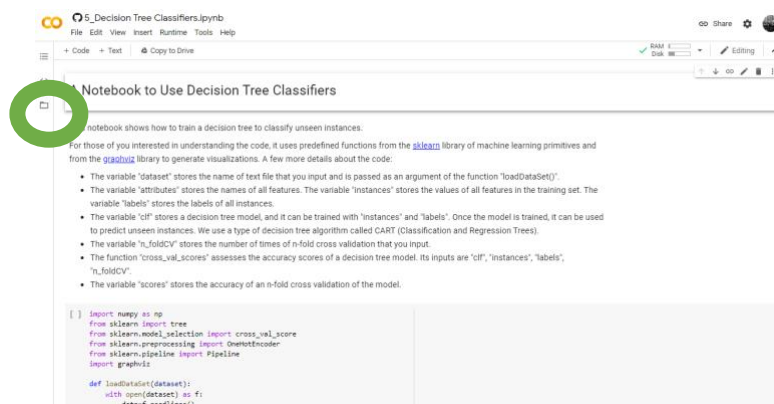 5_Decision Tree Classifiers.ipynb
File Edit View Insert Runtime Tools Help
Share
+ Code + Text Copy to Drive
RAM
Disk
Editing
Notebook to Use Decision Tree Classifiers
notebook shows how to train a decision tree to classify unseen instances.
For those of you interested in understanding the code, it uses predefined functions from the sklearn library of machine learning primitives and
from the graphviz library to generate visualizations. A few more details about the code:
• The variable "dataset" stores the name of text file that you input and is passed as an argument of the function "loadDataSet()".
• The variable "attributes" stores the names of all features. The variable "instances" stores the values of all features in the training set. The
variable "labels" stores the labels of all instances.
• The variable "clf" stores a decision tree model, and it can be trained with "instances" and "labels". Once the model is trained, it can be used
to predict unseen instances. We use a type of decision tree algorithm called CART (Classification and Regression Trees).
• The variable "n_foldCV" stores the number of times of n-fold cross validation that you input.
• The function "cross_val_scores" assesses the accuracy scores of a decision tree model. Its inputs are "clf", "instances", "labels",
"n_foldCV".
• The variable "scores" stores the accuracy of an n-fold cross validation of the model.
[ ] import numpy as np
from sklearn import tree
from sklearn.model_selection import cross_val_score
from sklearn.preprocessing import OneHotEncoder
from sklearn.pipeline import Pipeline
import graphviz
def loadDataSet(dataset):
with open(dataset) as f:
data=f.readlines()